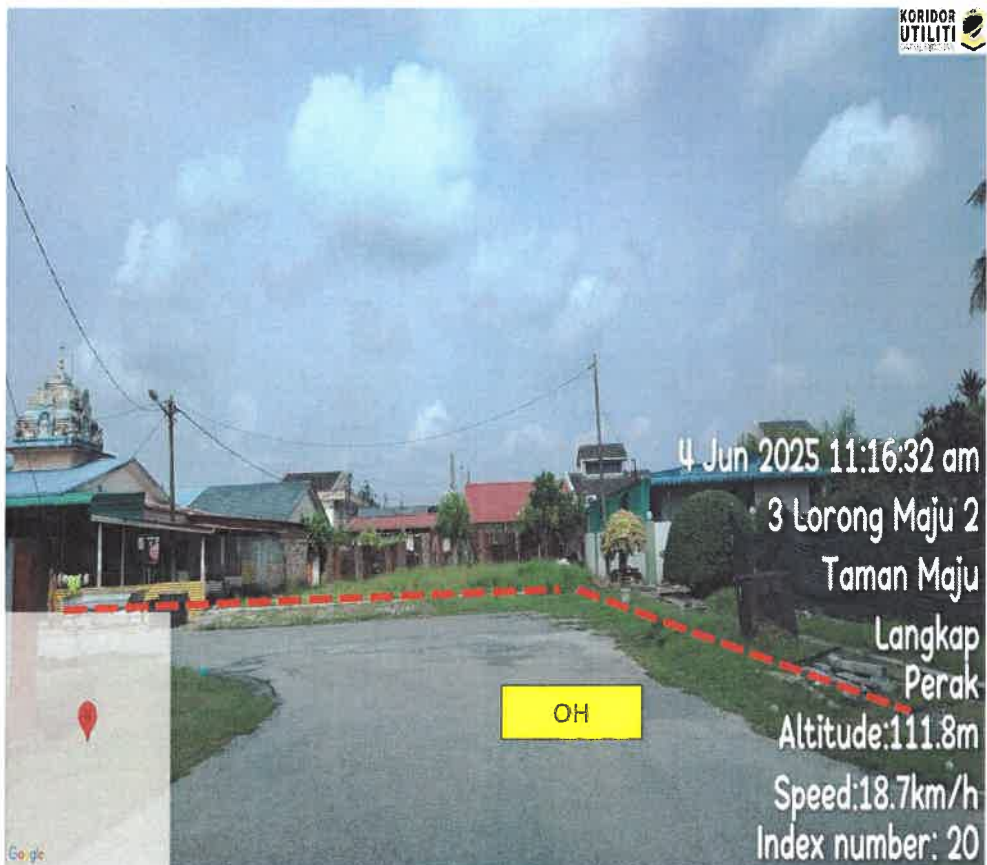 KORIDOR
UTILITI
4 Jun 2025 11:16:32 am
3 Lorong Maju 2
Taman Maju
Langkap
Perak
OH
Altitude:111.8m
Speed:18.7km/h
Index number: 20
Google